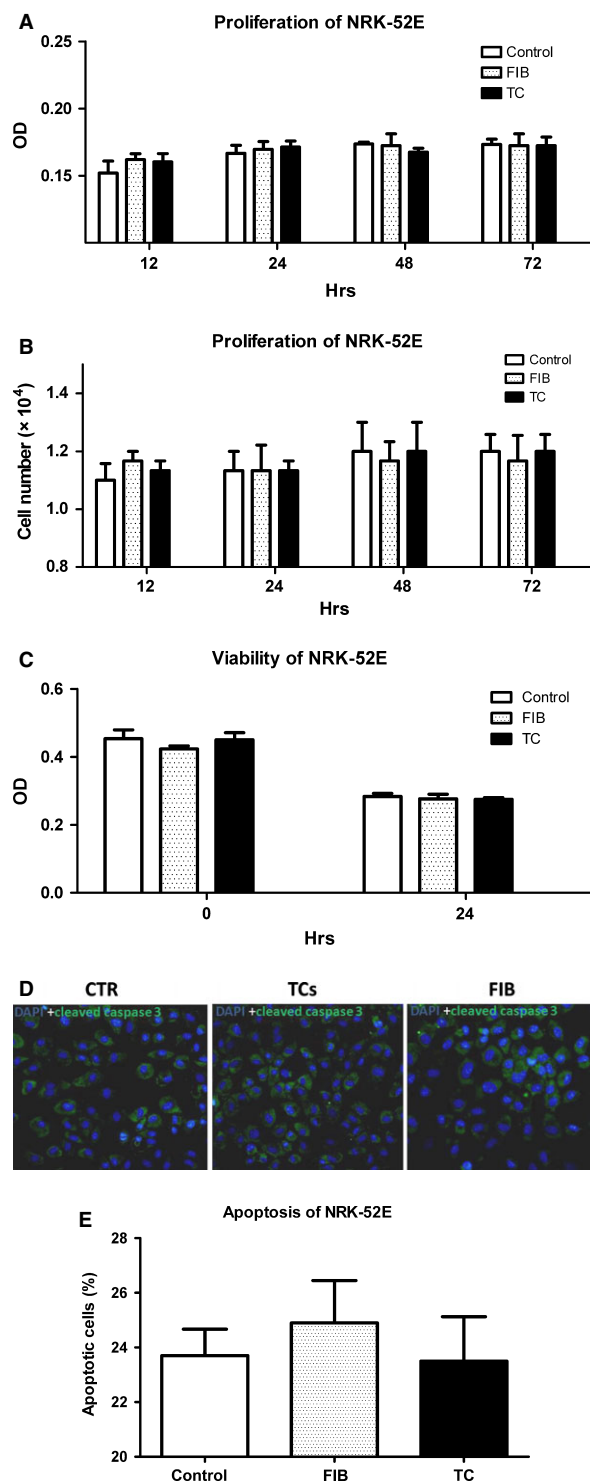 A
Proliferation of NRK-52E
0.25
0.20
0.15
OD
Control
FIB
TC
12 24 48 72
Hrs
B
Proliferation of NRK-52E
1.4
1.2
1.0
0.8
Cell number (× 10⁴)
Control
FIB
TC
12 24 48 72
Hrs
C
Viability of NRK-52E
0.6
0.4
0.2
0.0
OD
Control
FIB
TC
0 24
Hrs
D
CTR TCs FIB
DAPI +cleaved caspase 3 DAPI +cleaved caspase 3 DAPI +cleaved caspase 3
E
Apoptosis of NRK-52E
28
26
24
22
20
Apoptotic cells (%)
Control FIB TC